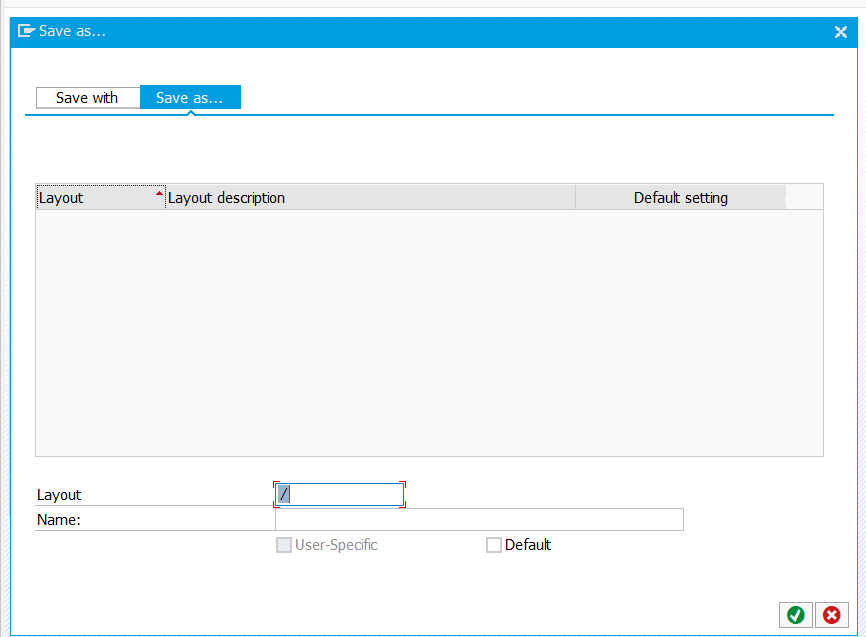 Save as...
Save with Save as...
Layout Layout description Default setting
Layout /
Name:
User-Specific Default